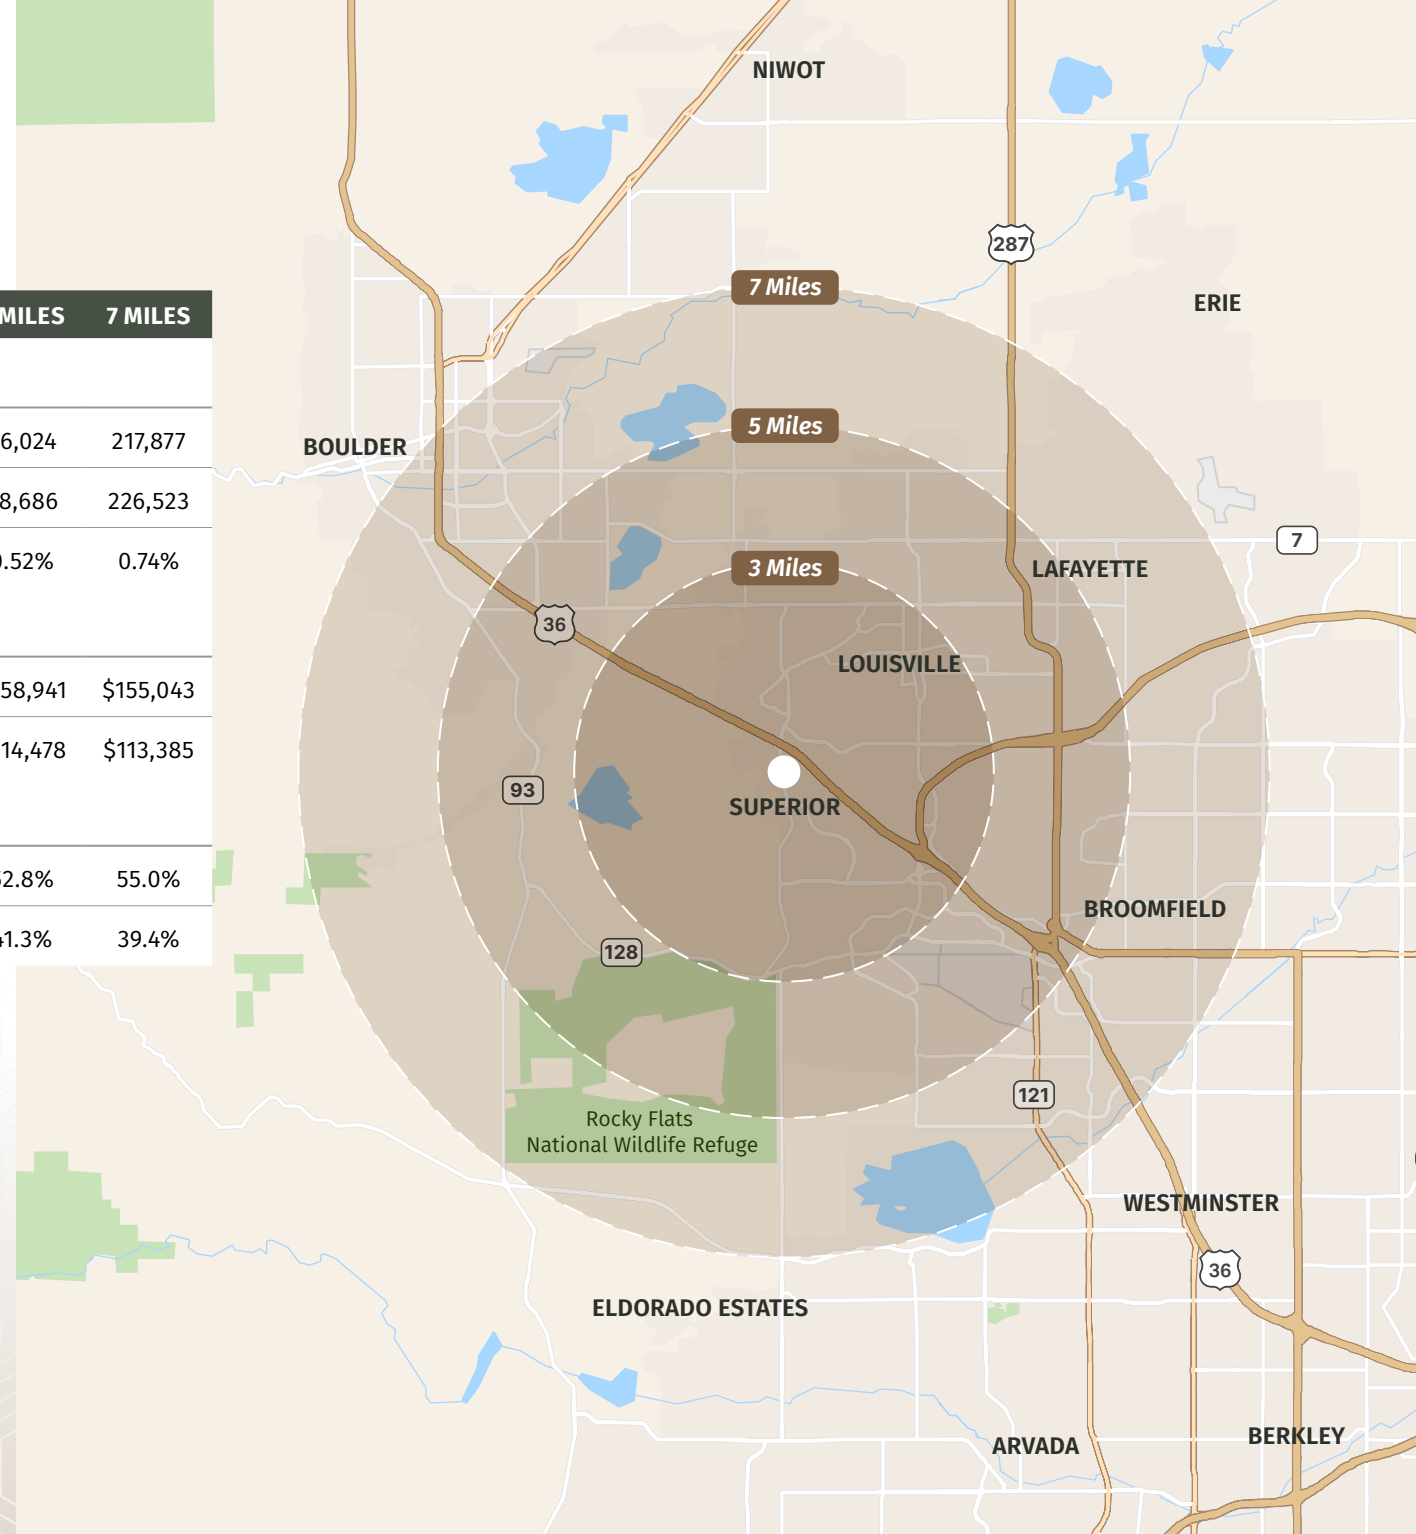 NIWOT
287
7 Miles
ERIE
MILES 7 MILES
5 Miles
6,024 217,877
BOULDER
8,686 226,523
7
.52% 0.74%
3 Miles
LAFAYETTE
36
LOUISVILLE
58,941 $155,043
14,478 $113,385
93
SUPERIOR
2.8% 55.0%
BROOMFIELD
1.3% 39.4%
128
121
Rocky Flats
National Wildlife Refuge
WESTMINSTER
36
ELDORADO ESTATES
BERKLEY
ARVADA